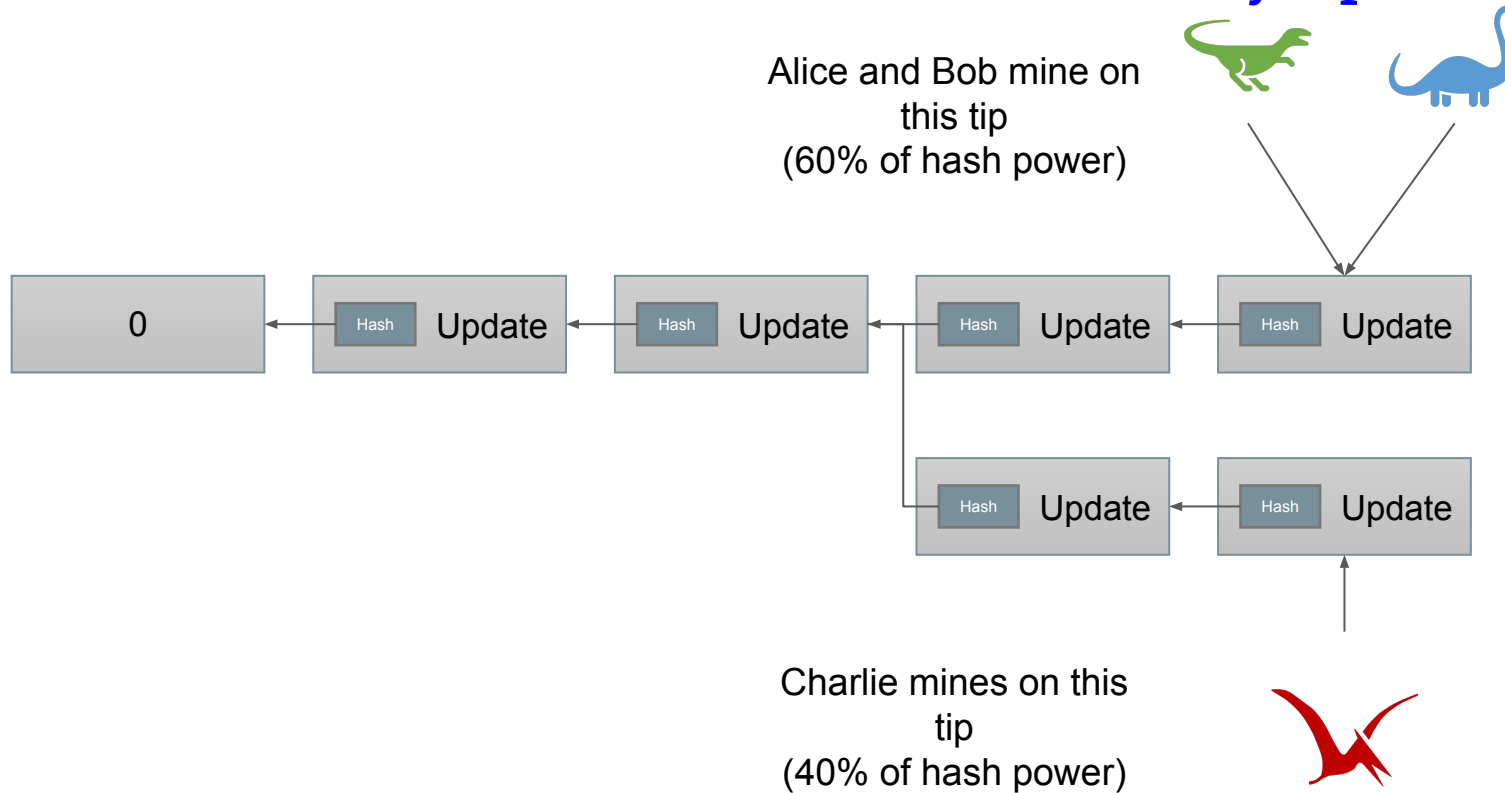 Alice and Bob mine on
this tip
(60% of hash power)
0
Hash Update
Hash Update
Hash Update
Hash Update
Hash Update
Hash Update
Charlie mines on this
tip
(40% of hash power)